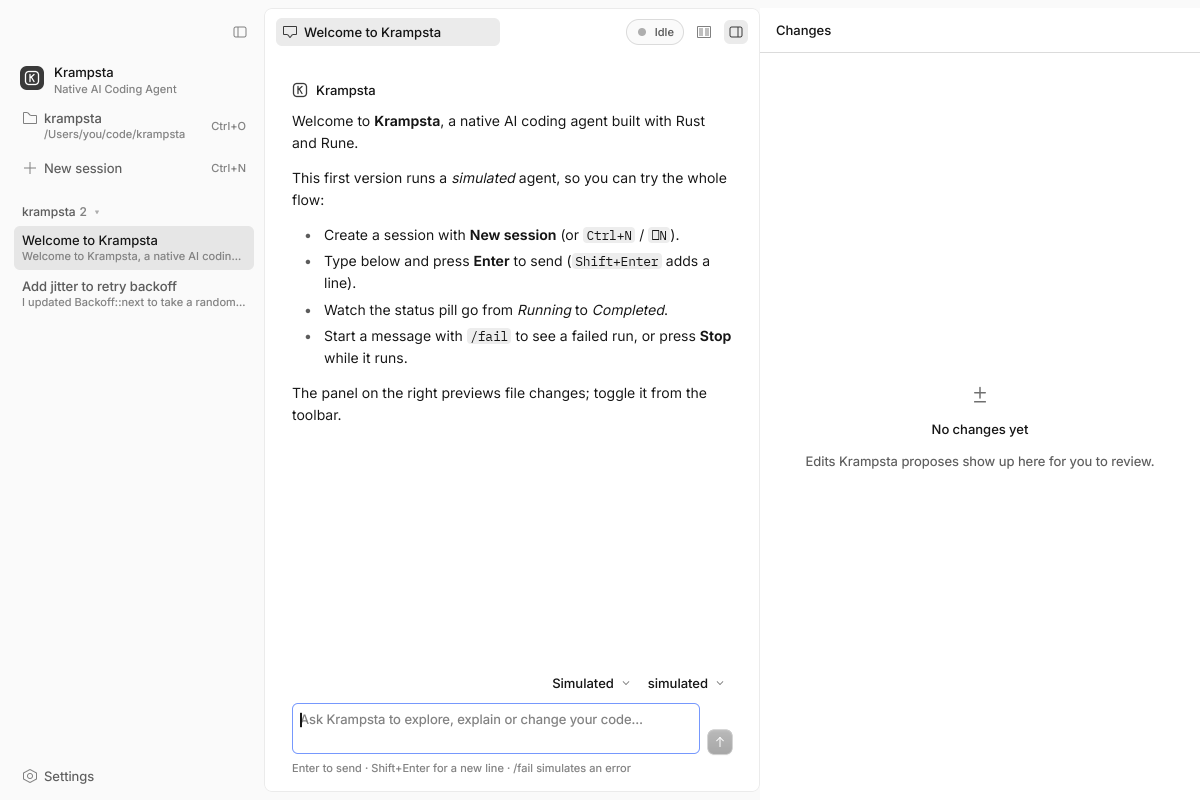 Krampsta
Native AI Coding Agent
krampsta
/Users/you/code/krampsta
Ctrl+O
New session
Ctrl+N
krampsta 2
Welcome to Krampsta
Welcome to Krampsta, a native AI codin...
Add jitter to retry backoff
I updated Backoff::next to take a random...
Settings
Welcome to Krampsta
Idle
Krampsta
Welcome to Krampsta, a native AI coding agent built with Rust
and Rune.
This first version runs a simulated agent, so you can try the whole
flow:
• Create a session with New session (or Ctrl+N / □N).
• Type below and press Enter to send (Shift+Enter adds a
line).
• Watch the status pill go from Running to Completed.
• Start a message with /fail to see a failed run, or press Stop
while it runs.
The panel on the right previews file changes; toggle it from the
toolbar.
Simulated
simulated
Ask Krampsta to explore, explain or change your code...
Enter to send · Shift+Enter for a new line · /fail simulates an error
Changes
No changes yet
Edits Krampsta proposes show up here for you to review.